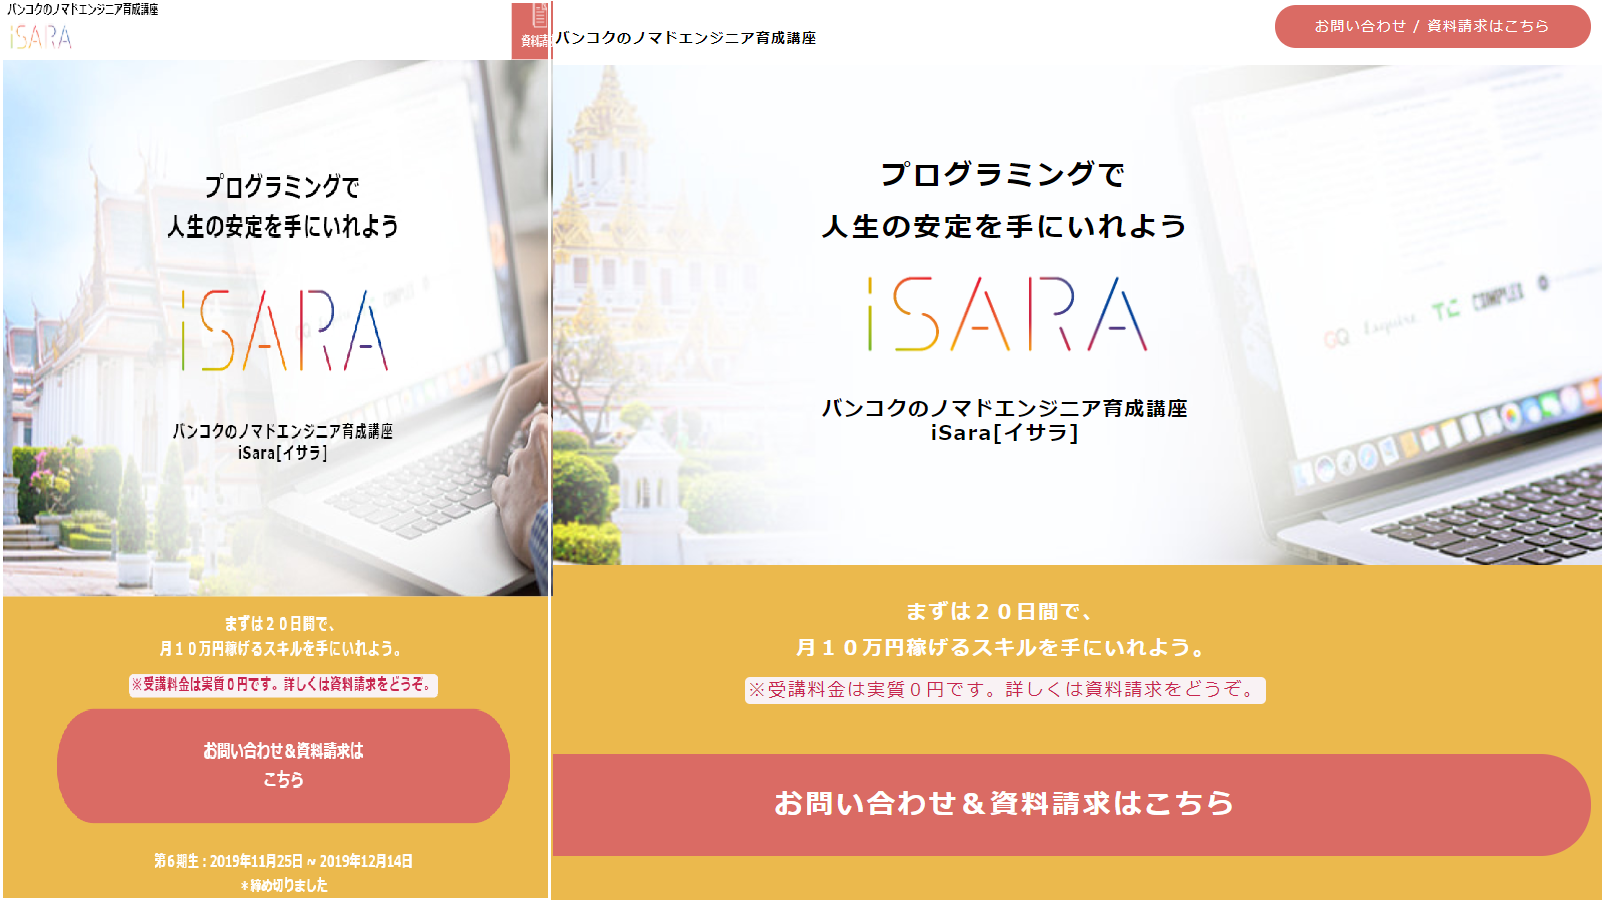 バンコクのノマドエンジニア育成講座
iSARA
プログラミングで
人生の安定を手にいれよう
iSARA
バンコクのノマドエンジニア育成講座
iSara[イサラ]
まずは２０日間で、
月１０万円稼げるスキルを手にいれよう。
※受講料金は実質０円です。詳しくは資料請求をどうぞ。
お問い合わせ＆資料請求は
こちら
第６期生 : 2019年11月25日 ~ 2019年12月14日
＊締め切りました
バンコクのノマドエンジニア育成講座
お問い合わせ / 資料請求はこちら
プログラミングで
人生の安定を手にいれよう
iSARA
GQ Esquire TC COMPLEX
バンコクのノマドエンジニア育成講座
iSara[イサラ]
まずは２０日間で、
月１０万円稼げるスキルを手にいれよう。
※受講料金は実質０円です。詳しくは資料請求をどうぞ。
お問い合わせ＆資料請求はこちら